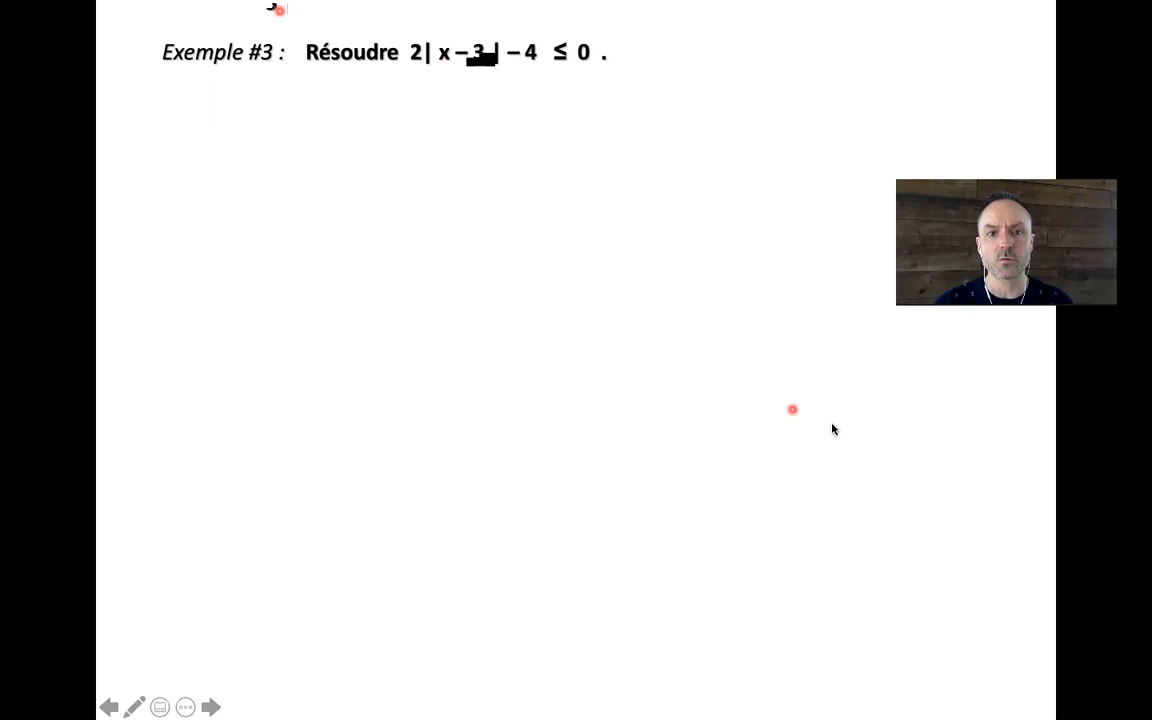 Exemple #3 : Résoudre 2| x – 3 | – 4 ≤ 0 .